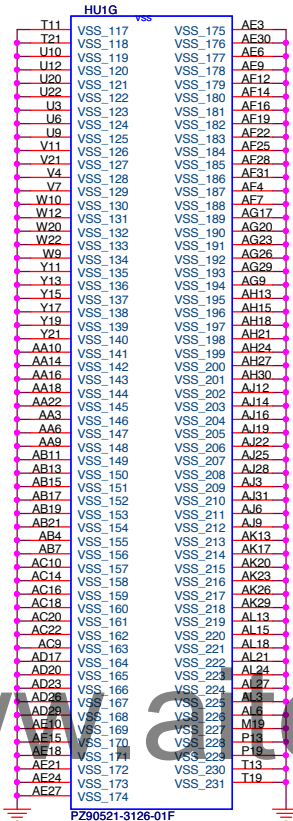 HU1G
VSS
T11 VSS_117 VSS_175 AE3
T21 VSS_118 VSS_176 AE30
U10 VSS_119 VSS_177 AE6
U12 VSS_120 VSS_178 AE9
U20 VSS_121 VSS_179 AF12
U22 VSS_122 VSS_180 AF14
U3 VSS_123 VSS_181 AF16
U6 VSS_124 VSS_182 AF19
U9 VSS_125 VSS_183 AF22
V11 VSS_126 VSS_184 AF25
V21 VSS_127 VSS_185 AF28
V4 VSS_128 VSS_186 AF31
V7 VSS_129 VSS_187 AF4
W10 VSS_130 VSS_188 AF7
W12 VSS_131 VSS_189 AG17
W20 VSS_132 VSS_190 AG20
W22 VSS_133 VSS_191 AG23
W9 VSS_134 VSS_192 AG26
Y11 VSS_135 VSS_193 AG29
Y13 VSS_136 VSS_194 AG9
Y15 VSS_137 VSS_195 AH13
Y17 VSS_138 VSS_196 AH15
Y19 VSS_139 VSS_197 AH18
Y21 VSS_140 VSS_198 AH21
AA10 VSS_141 VSS_199 AH24
AA14 VSS_142 VSS_200 AH27
AA16 VSS_143 VSS_201 AH30
AA18 VSS_144 VSS_202 AJ12
AA22 VSS_145 VSS_203 AJ14
AA3 VSS_146 VSS_204 AJ16
AA6 VSS_147 VSS_205 AJ19
AA9 VSS_148 VSS_206 AJ22
AB11 VSS_149 VSS_207 AJ25
AB13 VSS_150 VSS_208 AJ28
AB15 VSS_151 VSS_209 AJ3
AB17 VSS_152 VSS_210 AJ31
AB19 VSS_153 VSS_211 AJ6
AB21 VSS_154 VSS_212 AJ9
AB4 VSS_155 VSS_213 AK13
AB7 VSS_156 VSS_214 AK17
AC10 VSS_157 VSS_215 AK20
AC14 VSS_158 VSS_216 AK23
AC16 VSS_159 VSS_217 AK26
AC18 VSS_160 VSS_218 AK29
AC20 VSS_161 VSS_219 AL13
AC22 VSS_162 VSS_220 AL15
AC9 VSS_163 VSS_221 AL18
AD17 VSS_164 VSS_222 AL21
AD20 VSS_165 VSS_223 AL24
AD23 VSS_166 VSS_224 AL27
AD26 VSS_167 VSS_225 AL3
AD29 VSS_168 VSS_226 AL6
AE10 VSS_169 VSS_227 M19
AE15 VSS_170 VSS_228 P13
AE18 VSS_171 VSS_229 P19
AE21 VSS_172 VSS_230 T13
AE24 VSS_173 VSS_231 T19
AE27 VSS_174
PZ90521-3126-01F